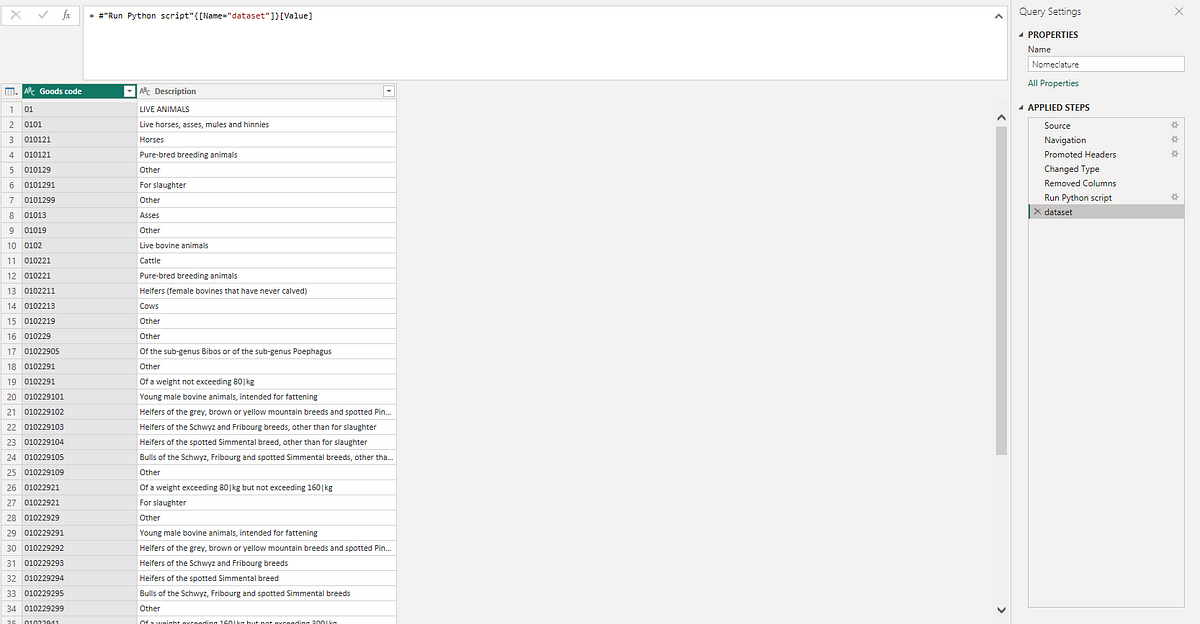 fx
= #"Run Python script"{[Name="dataset"]}[Value]
Goods code Description
1 01 LIVE ANIMALS
2 0101 Live horses, asses, mules and hinnies
3 010121 Horses
4 010121 Pure-bred breeding animals
5 010129 Other
6 0101291 For slaughter
7 0101299 Other
8 01013 Asses
9 01019 Other
10 0102 Live bovine animals
11 010221 Cattle
12 010221 Pure-bred breeding animals
13 0102211 Heifers (female bovines that have never calved)
14 0102213 Cows
15 0102219 Other
16 010229 Other
17 01022905 Of the sub-genus Bibos or of the sub-genus Poephagus
18 0102291 Other
19 0102291 Of a weight not exceeding 80|kg
20 010229101 Young male bovine animals, intended for fattening
21 010229102 Heifers of the grey, brown or yellow mountain breeds and spotted Pin...
22 010229103 Heifers of the Schwyz and Fribourg breeds, other than for slaughter
23 010229104 Heifers of the spotted Simmental breed, other than for slaughter
24 010229105 Bulls of the Schwyz, Fribourg and spotted Simmental breeds, other tha...
25 010229109 Other
26 01022921 Of a weight exceeding 80|kg but not exceeding 160|kg
27 01022921 For slaughter
28 01022929 Other
29 010229291 Young male bovine animals, intended for fattening
30 010229292 Heifers of the grey, brown or yellow mountain breeds and spotted Pin...
31 010229293 Heifers of the Schwyz and Fribourg breeds
32 010229294 Heifers of the spotted Simmental breed
33 010229295 Bulls of the Schwyz, Fribourg and spotted Simmental breeds
34 010229299 Other
35 01022941 Of a weight exceeding 160|kg but not exceeding 300|kg
Query Settings
PROPERTIES
Name
Nomeclature
All Properties
APPLIED STEPS
Source
Navigation
Promoted Headers
Changed Type
Removed Columns
Run Python script
dataset